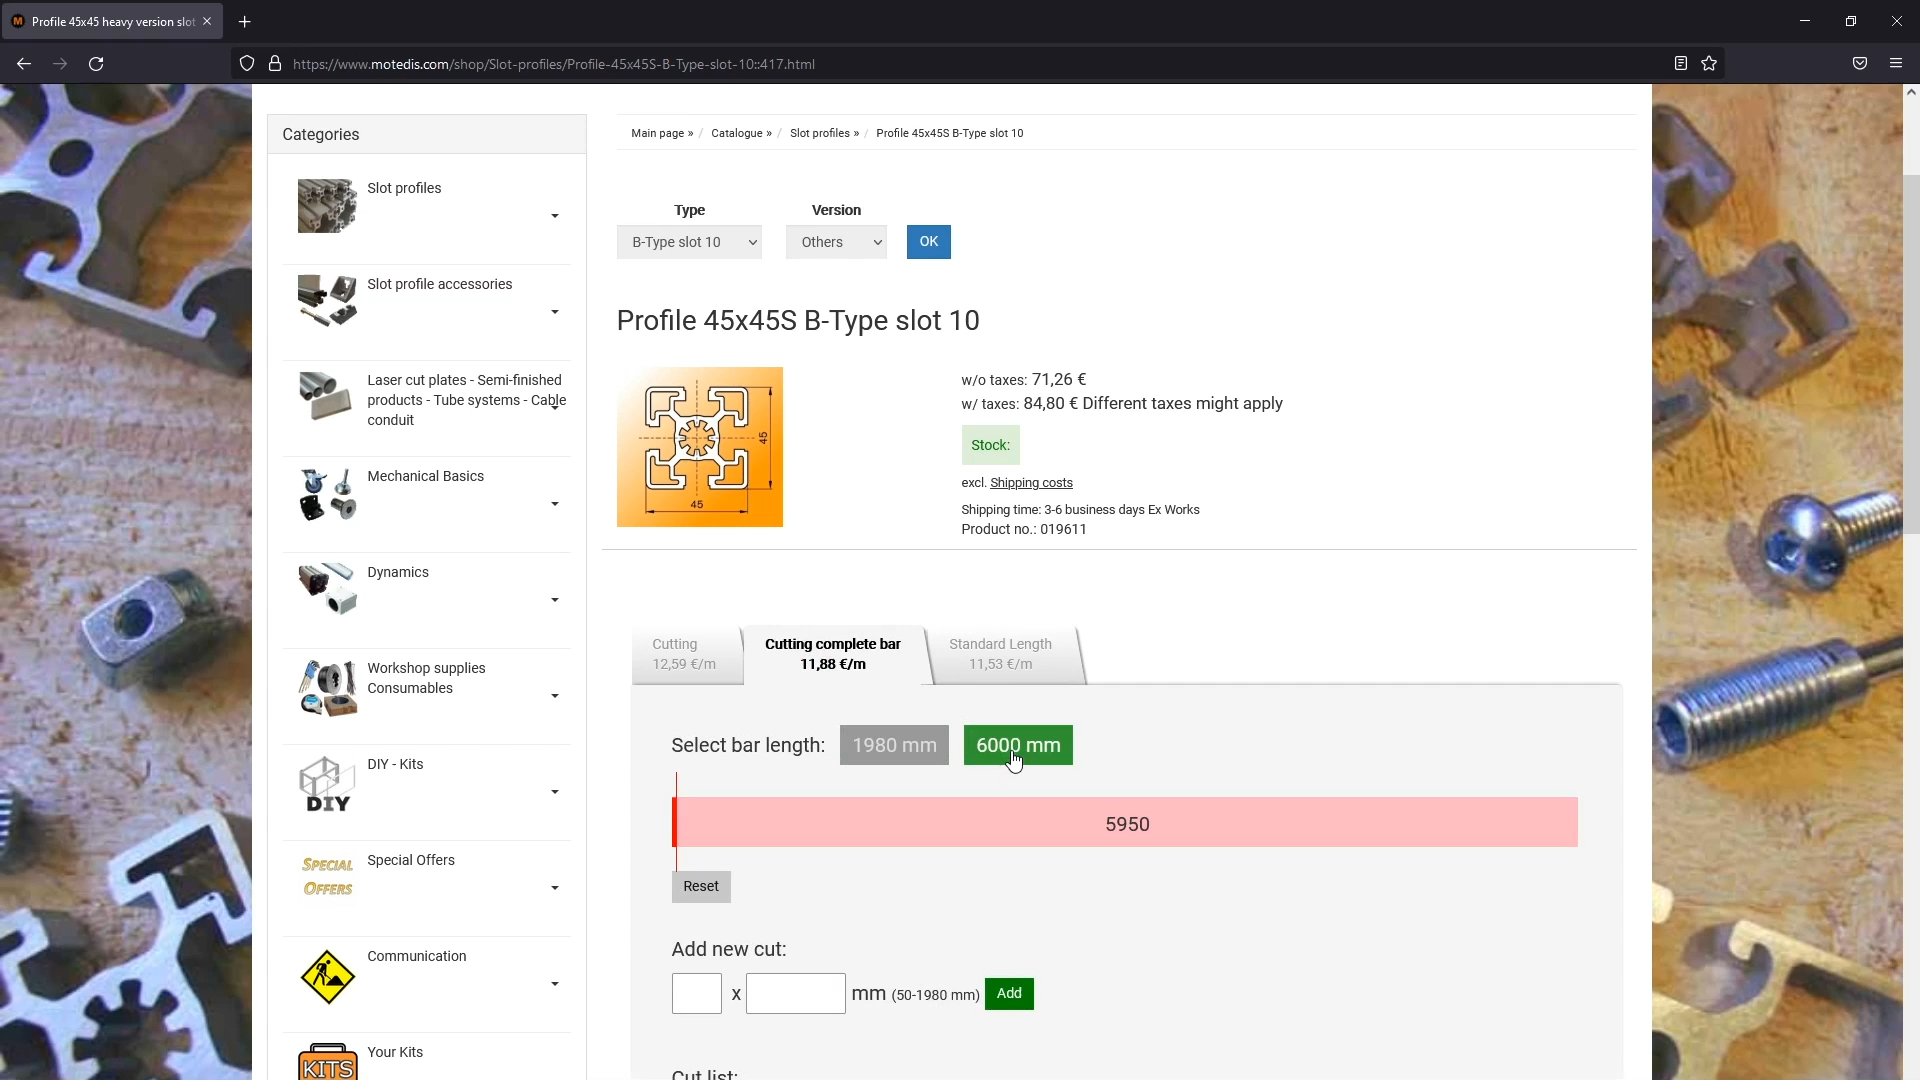 M Profile 45x45 heavy version slot
https://www.motedis.com/shop/Slot-profiles/Profile-45x45S-B-Type-slot-10::417.html
Categories
Slot profiles
Slot profile accessories
Laser cut plates - Semi-finished
products - Tube systems - Cable
conduit
Mechanical Basics
Dynamics
Workshop supplies
Consumables
DIY
DIY - Kits
SPECIAL
OFFERS
Special Offers
Communication
KITS
Your Kits
Main page » / Catalogue » / Slot profiles » / Profile 45x45S B-Type slot 10
Type Version
B-Type slot 10 Others OK
Profile 45x45S B-Type slot 10
45
45
w/o taxes: 71,26 €
w/ taxes: 84,80 € Different taxes might apply
Stock:
excl. Shipping costs
Shipping time: 3-6 business days Ex Works
Product no.: 019611
Cutting
12,59 €/m
Cutting complete bar
11,88 €/m
Standard Length
11,53 €/m
Select bar length: 1980 mm 6000 mm
5950
Reset
Add new cut:
x mm (50-1980 mm) Add
Cut list: